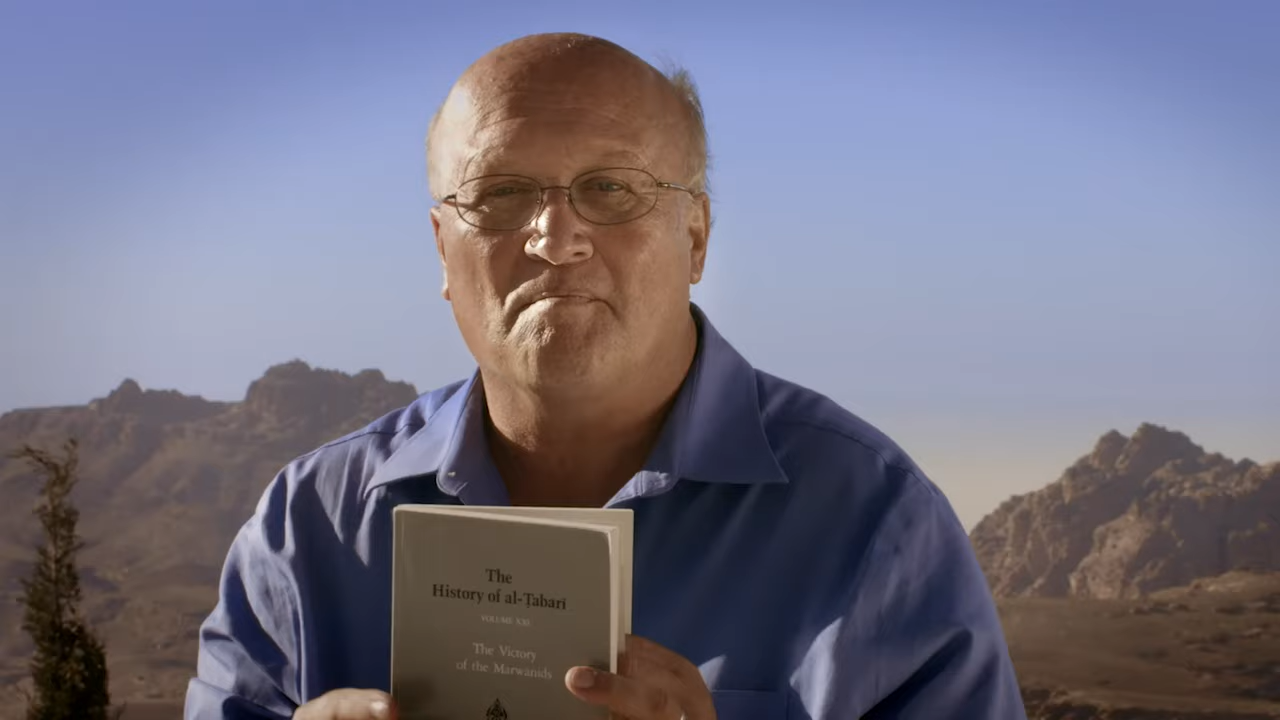 The
History of al-Ṭabarī
VOLUME XXI
The Victory
of the Marwanids